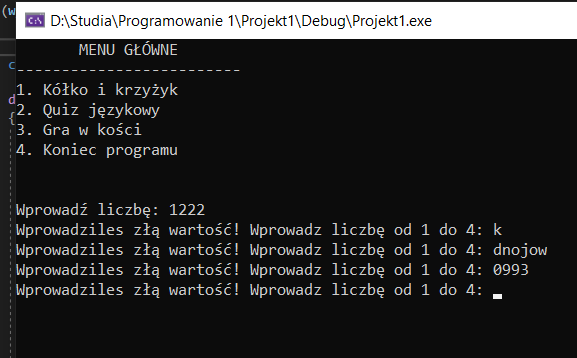 D:\Studia\Programowanie 1\Projekt1\Debug\Projekt1.exe
MENU GŁÓWNE
-------------------------
1. Kółko i krzyżyk
2. Quiz językowy
3. Gra w kości
4. Koniec programu
Wprowadź liczbę: 1222
Wprowadziles złą wartość! Wprowadz liczbę od 1 do 4: k
Wprowadziles złą wartość! Wprowadz liczbę od 1 do 4: dnojow
Wprowadziles złą wartość! Wprowadz liczbę od 1 do 4: 0993
Wprowadziles złą wartość! Wprowadz liczbę od 1 do 4: